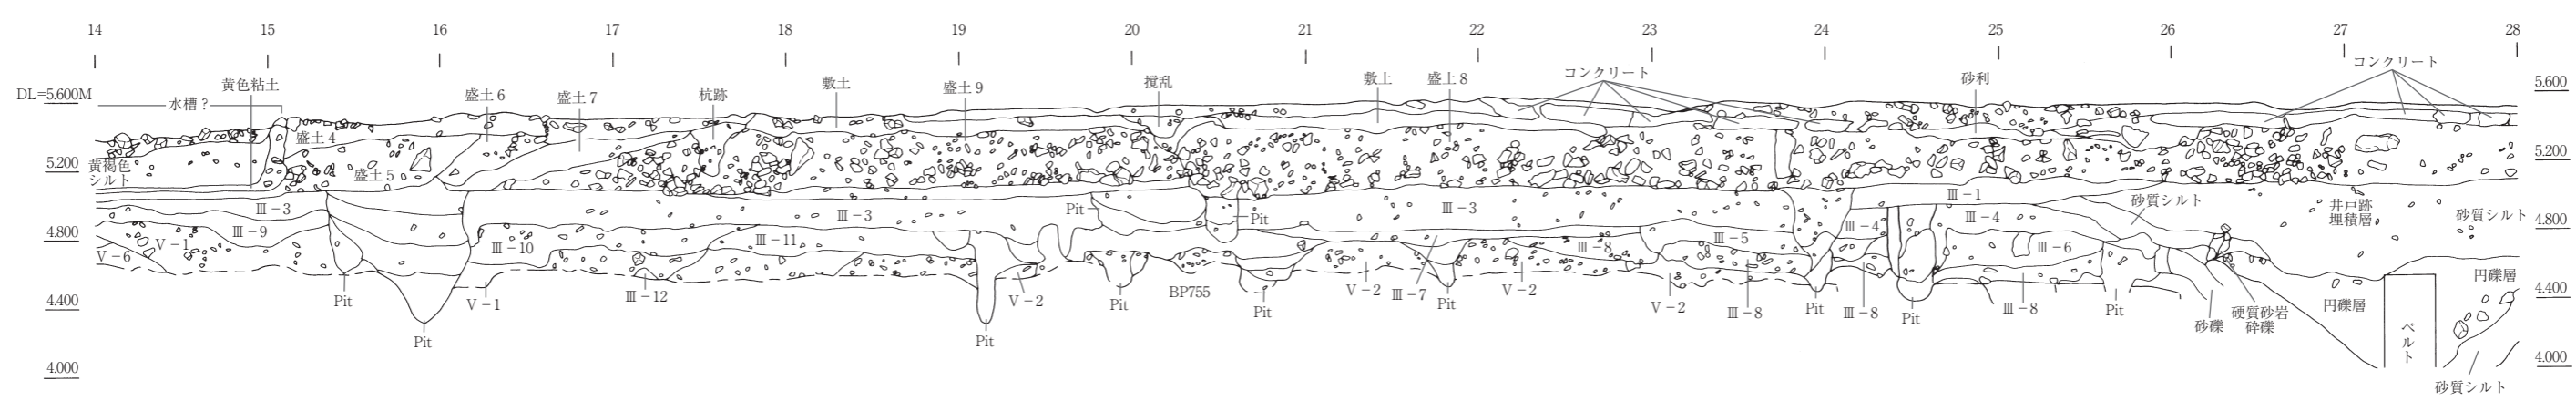 14 15 16 17 18 19 20 21 22 23 24 25 26 27 28
DL=5.600M
水槽？
黄色粘土
盛土6
盛土7
杭跡
敷土
盛土9
撹乱
敷土
盛土8
コンクリート
砂利
コンクリート
5.600
盛土4
黄褐色
シルト
5.200
盛土5
5.200
Ⅲ-3
Ⅲ-9
Ⅲ-3
Pit
Pit
Ⅲ-3
Ⅲ-1
Ⅲ-4
Ⅲ-4
砂質シルト
井戸跡
埋積層
砂質シルト
4.800
4.800
Ⅴ-1
Ⅴ-6
Ⅲ-10
Ⅲ-11
Ⅲ-8
Ⅲ-5
Ⅲ-6
円礫層
円礫層
4.400
Pit
Ⅴ-1
Ⅲ-12
Ⅴ-2
Pit
BP755
Pit
Ⅴ-2
Ⅲ-7
Pit
Ⅴ-2
Ⅴ-2
Ⅲ-8
Pit
Ⅲ-8
Pit
Ⅲ-8
Pit
砂礫
硬質砂岩
砕礫
4.400
Pit
Pit
ベルト
4.000
4.000
砂質シルト